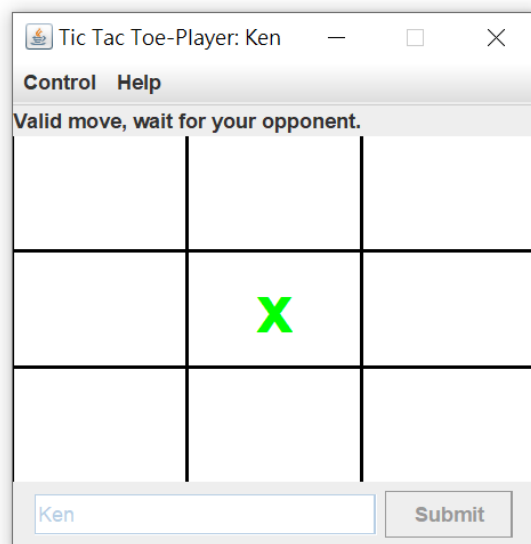 Tic Tac Toe-Player: Ken
Control Help
Valid move, wait for your opponent.
X
Ken Submit